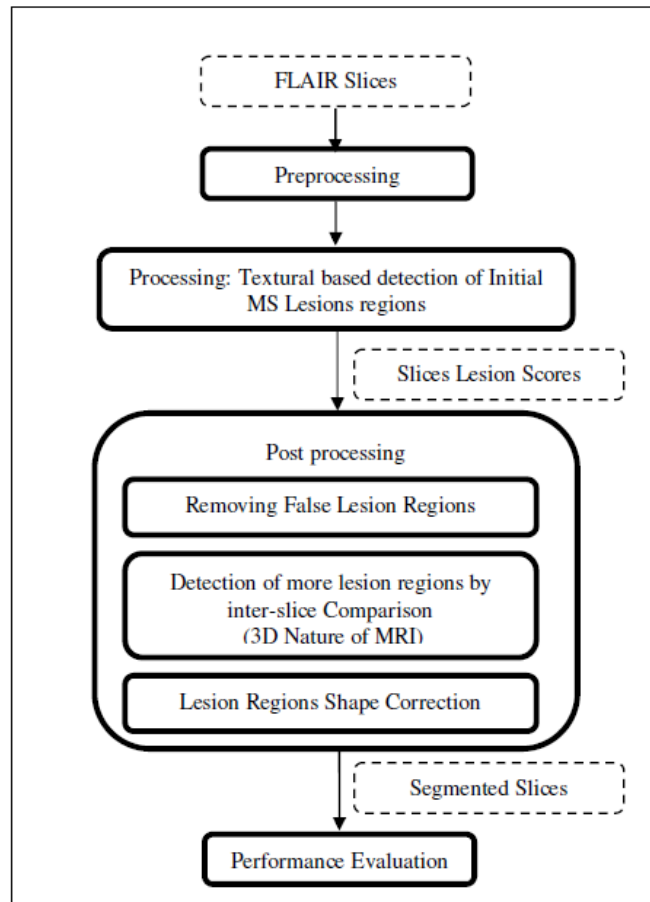 FLAIR Slices
Preprocessing
Processing: Textural based detection of Initial
MS Lesions regions
Slices Lesion Scores
Post processing
Removing False Lesion Regions
Detection of more lesion regions by
inter-slice Comparison
(3D Nature of MRI)
Lesion Regions Shape Correction
Segmented Slices
Performance Evaluation